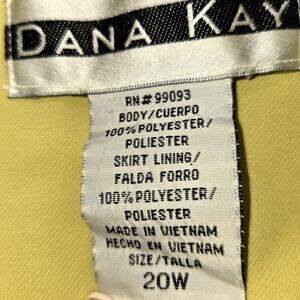 DANA KAY
RN# 99093
BODY/CUERPO
100% POLYESTER/
POLIESTER
SKIRT LINING/
FALDA FORRO
100% POLYESTER/
POLIESTER
MADE IN VIETNAM
HECHO EN VIETNAM
SIZE/TALLA
20W